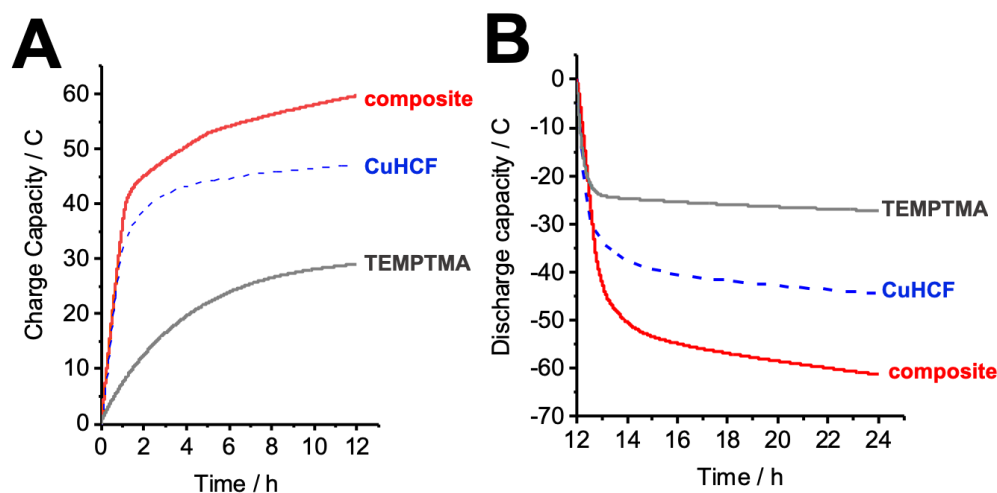 A
Charge Capacity / C
60
50
40
30
20
10
0
0 2 4 6 8 10 12
Time / h
composite
CuHCF
TEMPTMA
B
Discharge capacity / C
0
-10
-20
-30
-40
-50
-60
-70
12 14 16 18 20 22 24
Time / h
TEMPTMA
CuHCF
composite